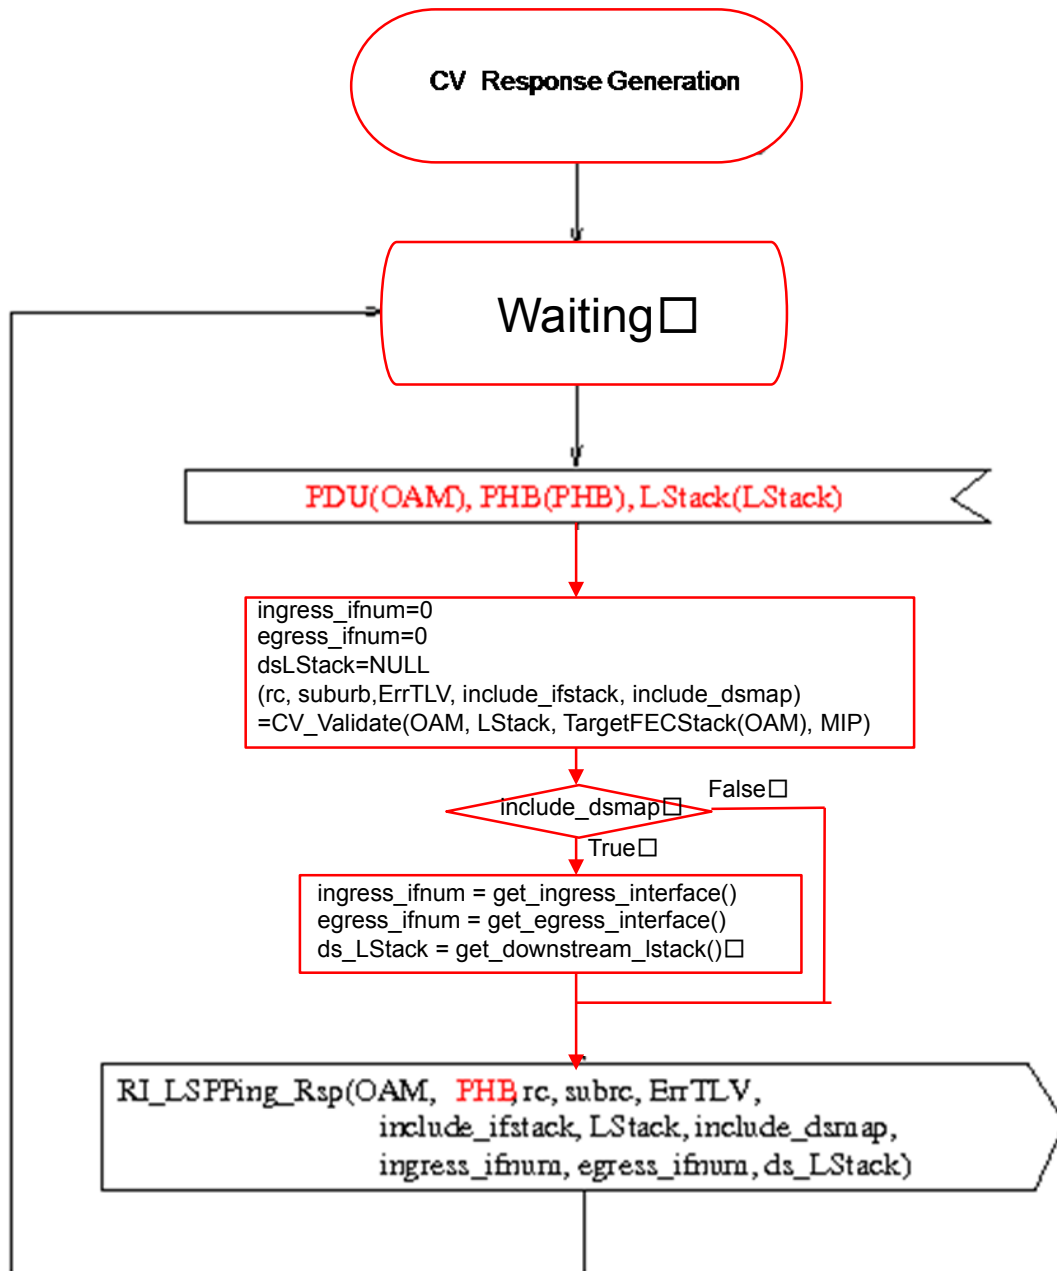 CV Response Generation
Waiting□
PDU(OAM), PHB(PHB), LStack(LStack)
ingress_ifnum=0
egress_ifnum=0
dsLStack=NULL
(rc, suburb,ErrTLV, include_ifstack, include_dsmap)
=CV_Validate(OAM, LStack, TargetFECStack(OAM), MIP)
False□
include_dsmap□
True□
ingress_ifnum = get_ingress_interface()
egress_ifnum = get_egress_interface()
ds_LStack = get_downstream_lstack()□
RI_LSPPing_Rsp(OAM, PHB, rc, subrc, ErrTLV,
include_ifstack, LStack, include_dsmap,
ingress_ifnum, egress_ifnum, ds_LStack)